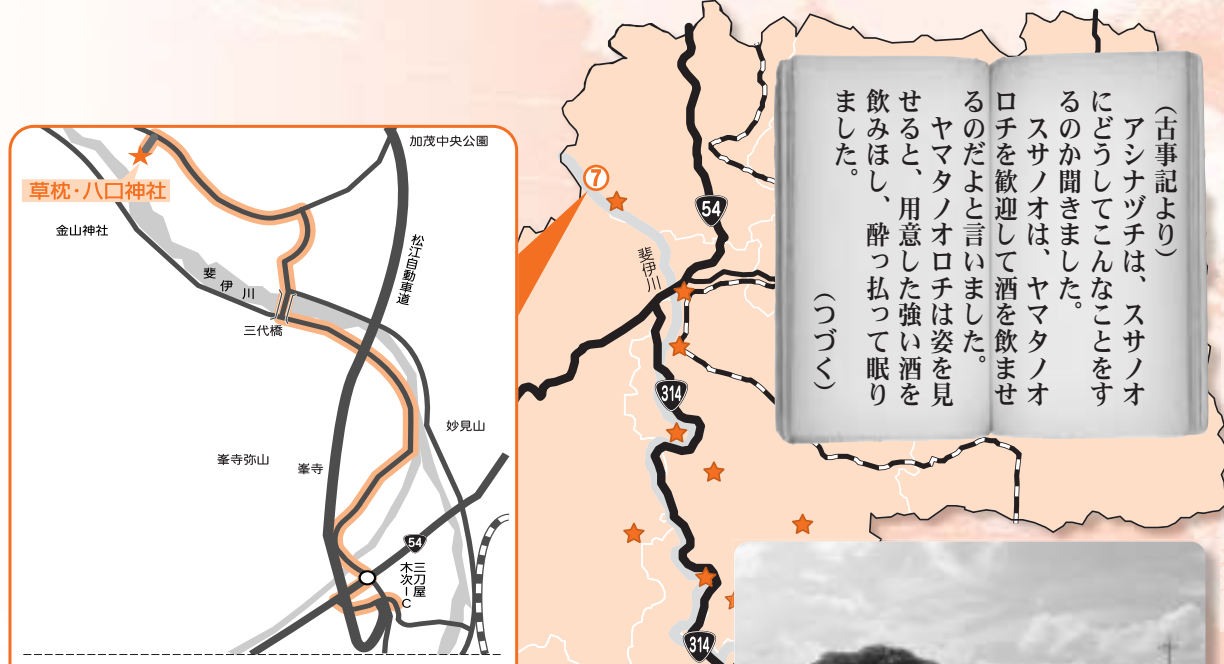 加茂中央公園
草枕・八口神社
金山神社
松江自動車道
斐伊川
三代橋
妙見山
峯寺弥山
峯寺
54
三刀屋
木次IC
7
54
斐伊川
314
314
（古事記より）
アシナヅチは、スサノオ
にどうしてこんなことをす
るのか聞きました。
スサノオは、ヤマタノオ
ロチを歓迎して酒を飲ませ
るのだよと言いました。
ヤマタノオロチは姿を見
せると、用意した強い酒を
飲みほし、酔っ払って眠り
ました。
（つづく）